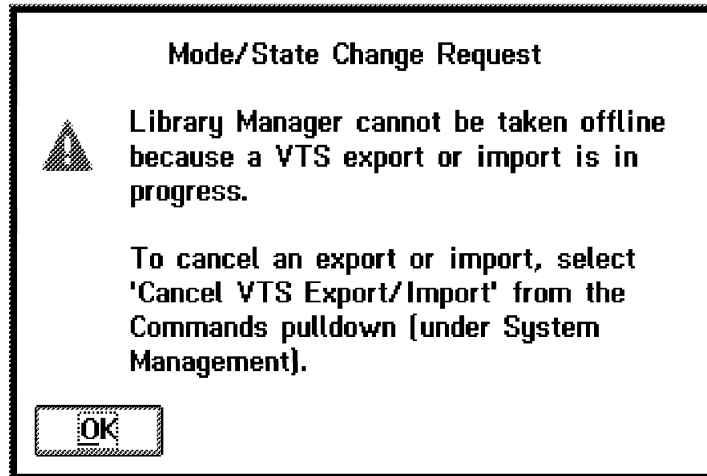 Mode/State Change Request
Library Manager cannot be taken offline
because a VTS export or import is in
progress.
To cancel an export or import, select
'Cancel VTS Export/Import' from the
Commands pulldown (under System
Management).
OK